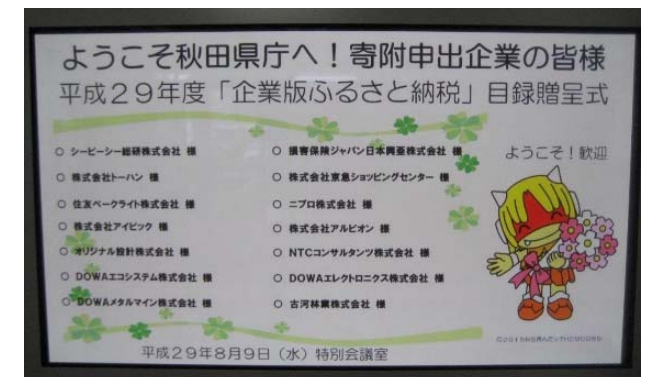 ようこそ秋田県庁へ！寄附申出企業の皆様
平成２９年度「企業版ふるさと納税」目録贈呈式
○ シービーシー総研株式会社 様
○ 株式会社トーハン 様
○ 住友ベークライト株式会社 様
○ 株式会社アイビック 様
○ オリジナル設計株式会社 様
○ DOWAエコシステム株式会社 様
○ DOWAメタルマイン株式会社 様
○ 損害保険ジャパン日本興亜株式会社 様
○ 株式会社東急ショッピングセンター 様
○ ニプロ株式会社 様
○ 株式会社アルビオン 様
○ NTCコンサルタンツ株式会社 様
○ DOWAエレクトロニクス株式会社 様
○ 古河林業株式会社 様
ようこそ！歓迎
平成２９年８月９日（水）特別会議室